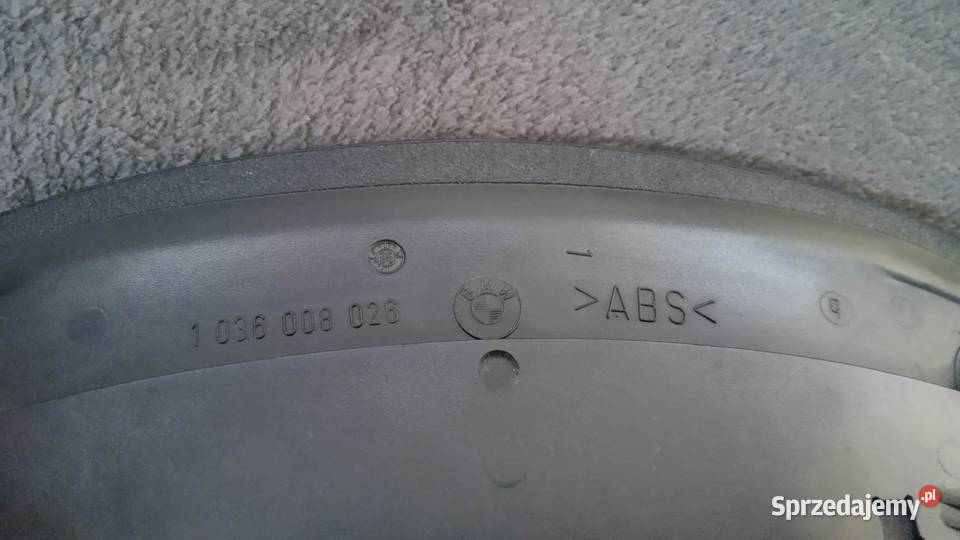 1
1 036 008 026
BMW
>ABS<
Sprzedajemy.pl